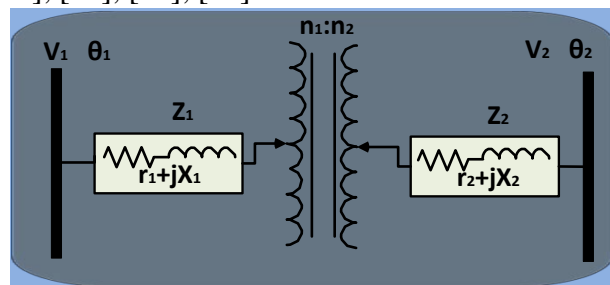 n₁:n₂
V₁ θ₁
V₂ θ₂
Z₁
Z₂
r₁+jX₁
r₂+jX₂